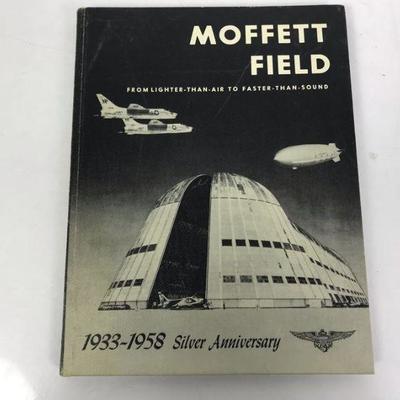 MOFFETT
FIELD
FROM LIGHTER-THAN-AIR TO FASTER-THAN-SOUND
1933-1958 Silver Anniversary